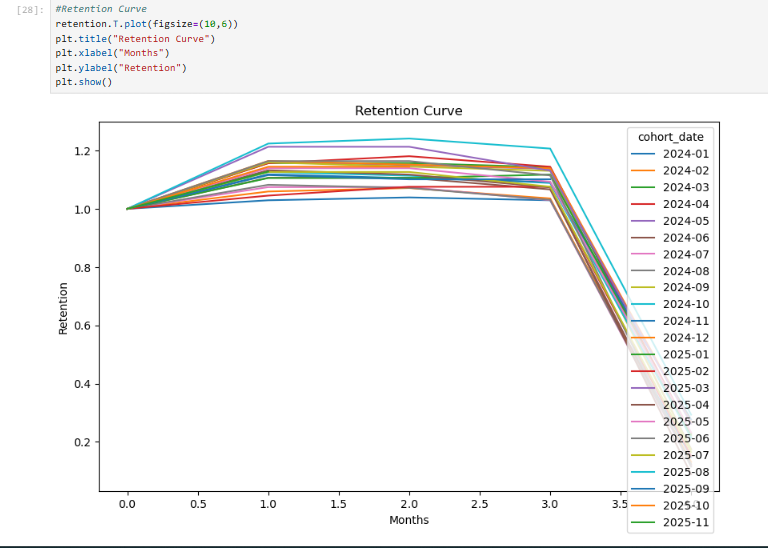 [28]:
#Retention Curve
retention.T.plot(figsize=(10,6))
plt.title("Retention Curve")
plt.xlabel("Months")
plt.ylabel("Retention")
plt.show()
Retention Curve
Retention
1.2
1.0
0.8
0.6
0.4
0.2
0.0 0.5 1.0 1.5 2.0 2.5 3.0 3.5
Months
cohort_date
2024-01
2024-02
2024-03
2024-04
2024-05
2024-06
2024-07
2024-08
2024-09
2024-10
2024-11
2024-12
2025-01
2025-02
2025-03
2025-04
2025-05
2025-06
2025-07
2025-08
2025-09
2025-10
2025-11